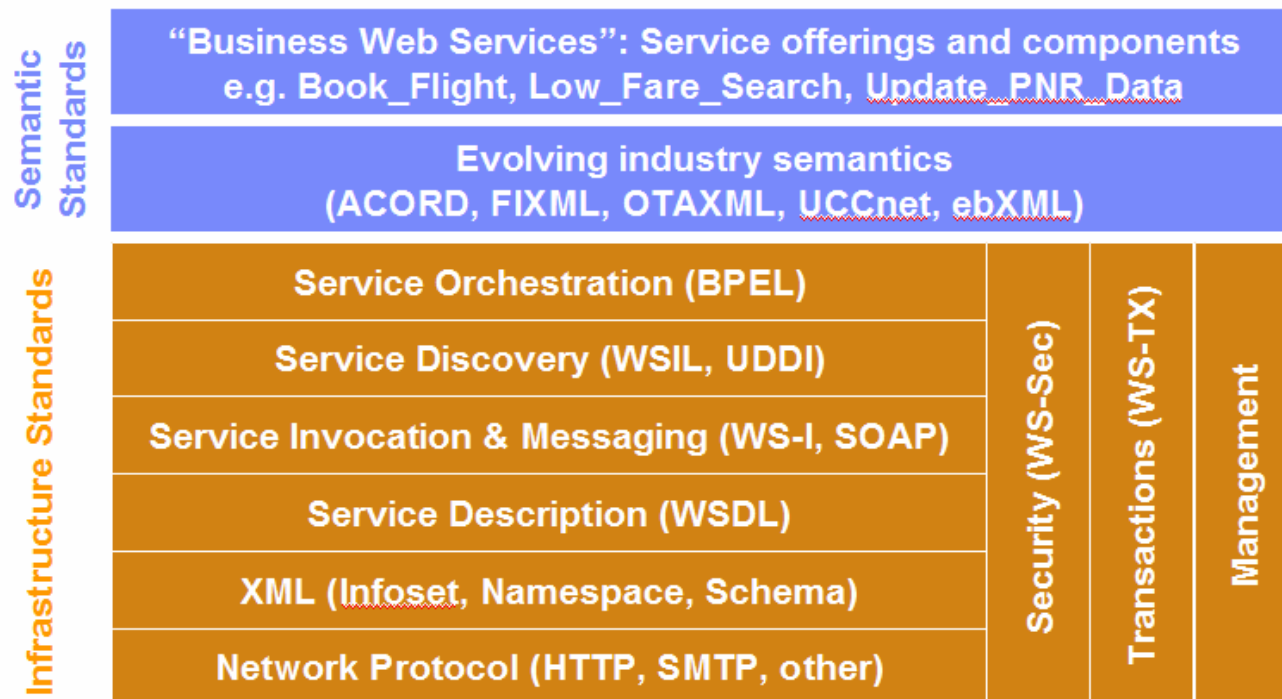 Semantic
Standards
“Business Web Services”: Service offerings and components
e.g. Book_Flight, Low_Fare_Search, Update_PNR_Data
Evolving industry semantics
(ACORD, FIXML, OTAXML, UCCnet, ebXML)
Infrastructure Standards
Service Orchestration (BPEL)
Service Discovery (WSIL, UDDI)
Service Invocation & Messaging (WS-I, SOAP)
Service Description (WSDL)
XML (Infoset, Namespace, Schema)
Network Protocol (HTTP, SMTP, other)
Security (WS-Sec)
Transactions (WS-TX)
Management